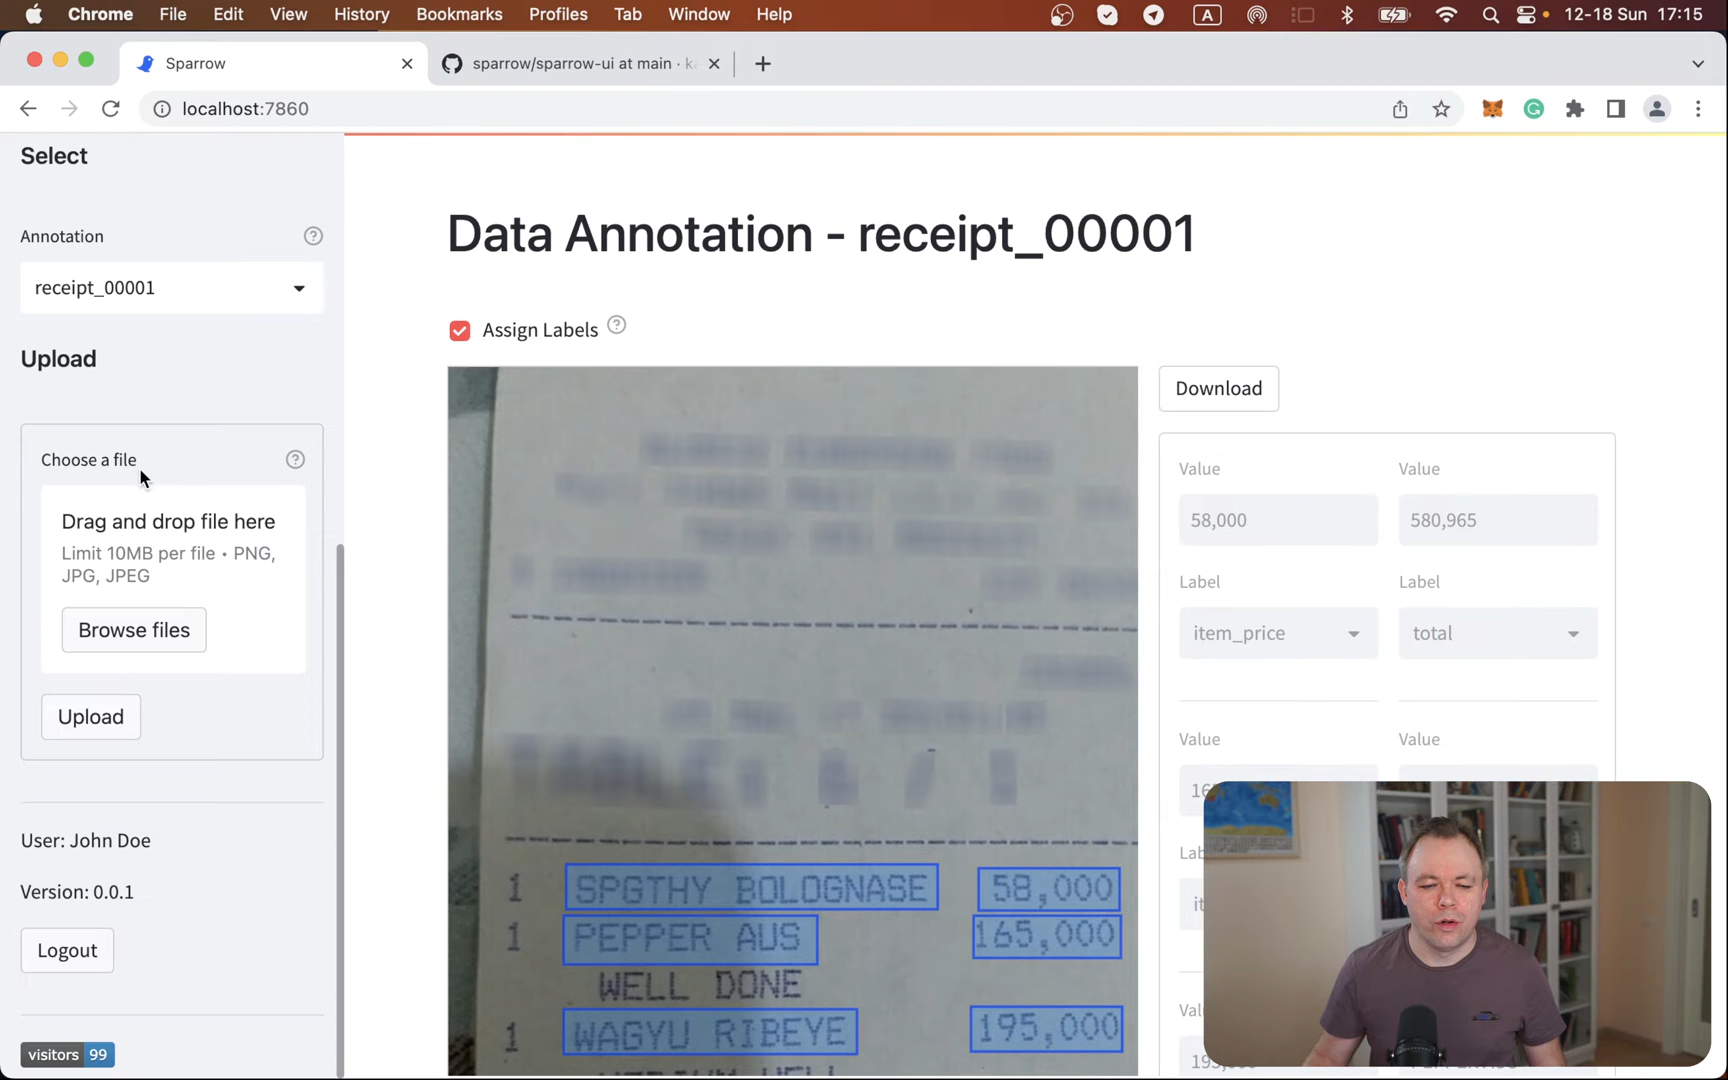 Chrome File Edit View History Bookmarks Profiles Tab Window Help A 12-18 Sun 17:15
Sparrow sparrow/sparrow-ui at main
localhost:7860
Select
Annotation
receipt_00001
Upload
Choose a file
Drag and drop file here
Limit 10MB per file • PNG,
JPG, JPEG
Browse files
Upload
User: John Doe
Version: 0.0.1
Logout
visitors 99
Data Annotation - receipt_00001
Assign Labels
1 SPGTHY BOLOGNASE 58,000
1 PEPPER AUS 165,000
WELL DONE
1 WAGYU RIBEYE 195,000
Download
Value Value
58,000 580,965
Label Label
item_price total
Value Value